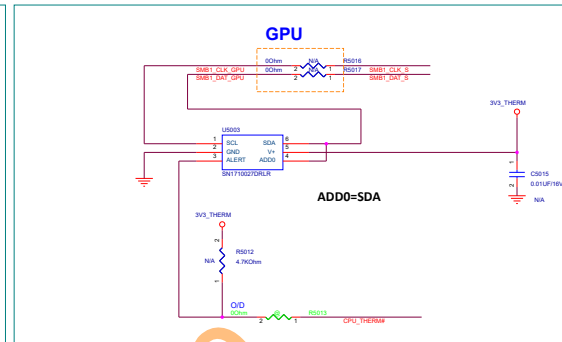 GPU
0Ohm N/A R5016
SMB1_CLK_GPU 2 1 SMB1_CLK_S
0Ohm N/A R5017
SMB1_DAT_GPU 2 1 SMB1_DAT_S
3V3_THERM
U5003
1 SCL SDA 6
2 GND V+ 5
3 ALERT ADD0 4
SN1710027DRLR
1
C5015
0.01UF/16V
2
N/A
ADD0=SDA
3V3_THERM
2
R5012
N/A 4.7KOhm
1
O/D
0Ohm R5013
2 1 CPU_THERM#